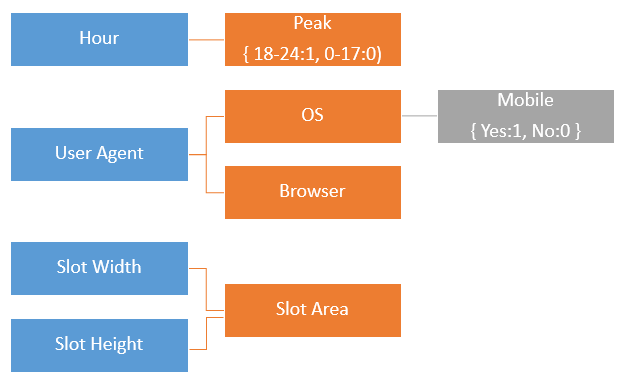 Hour
Peak
{ 18-24:1, 0-17:0)
User Agent
OS
Mobile
{ Yes:1, No:0 }
Browser
Slot Width
Slot Height
Slot Area